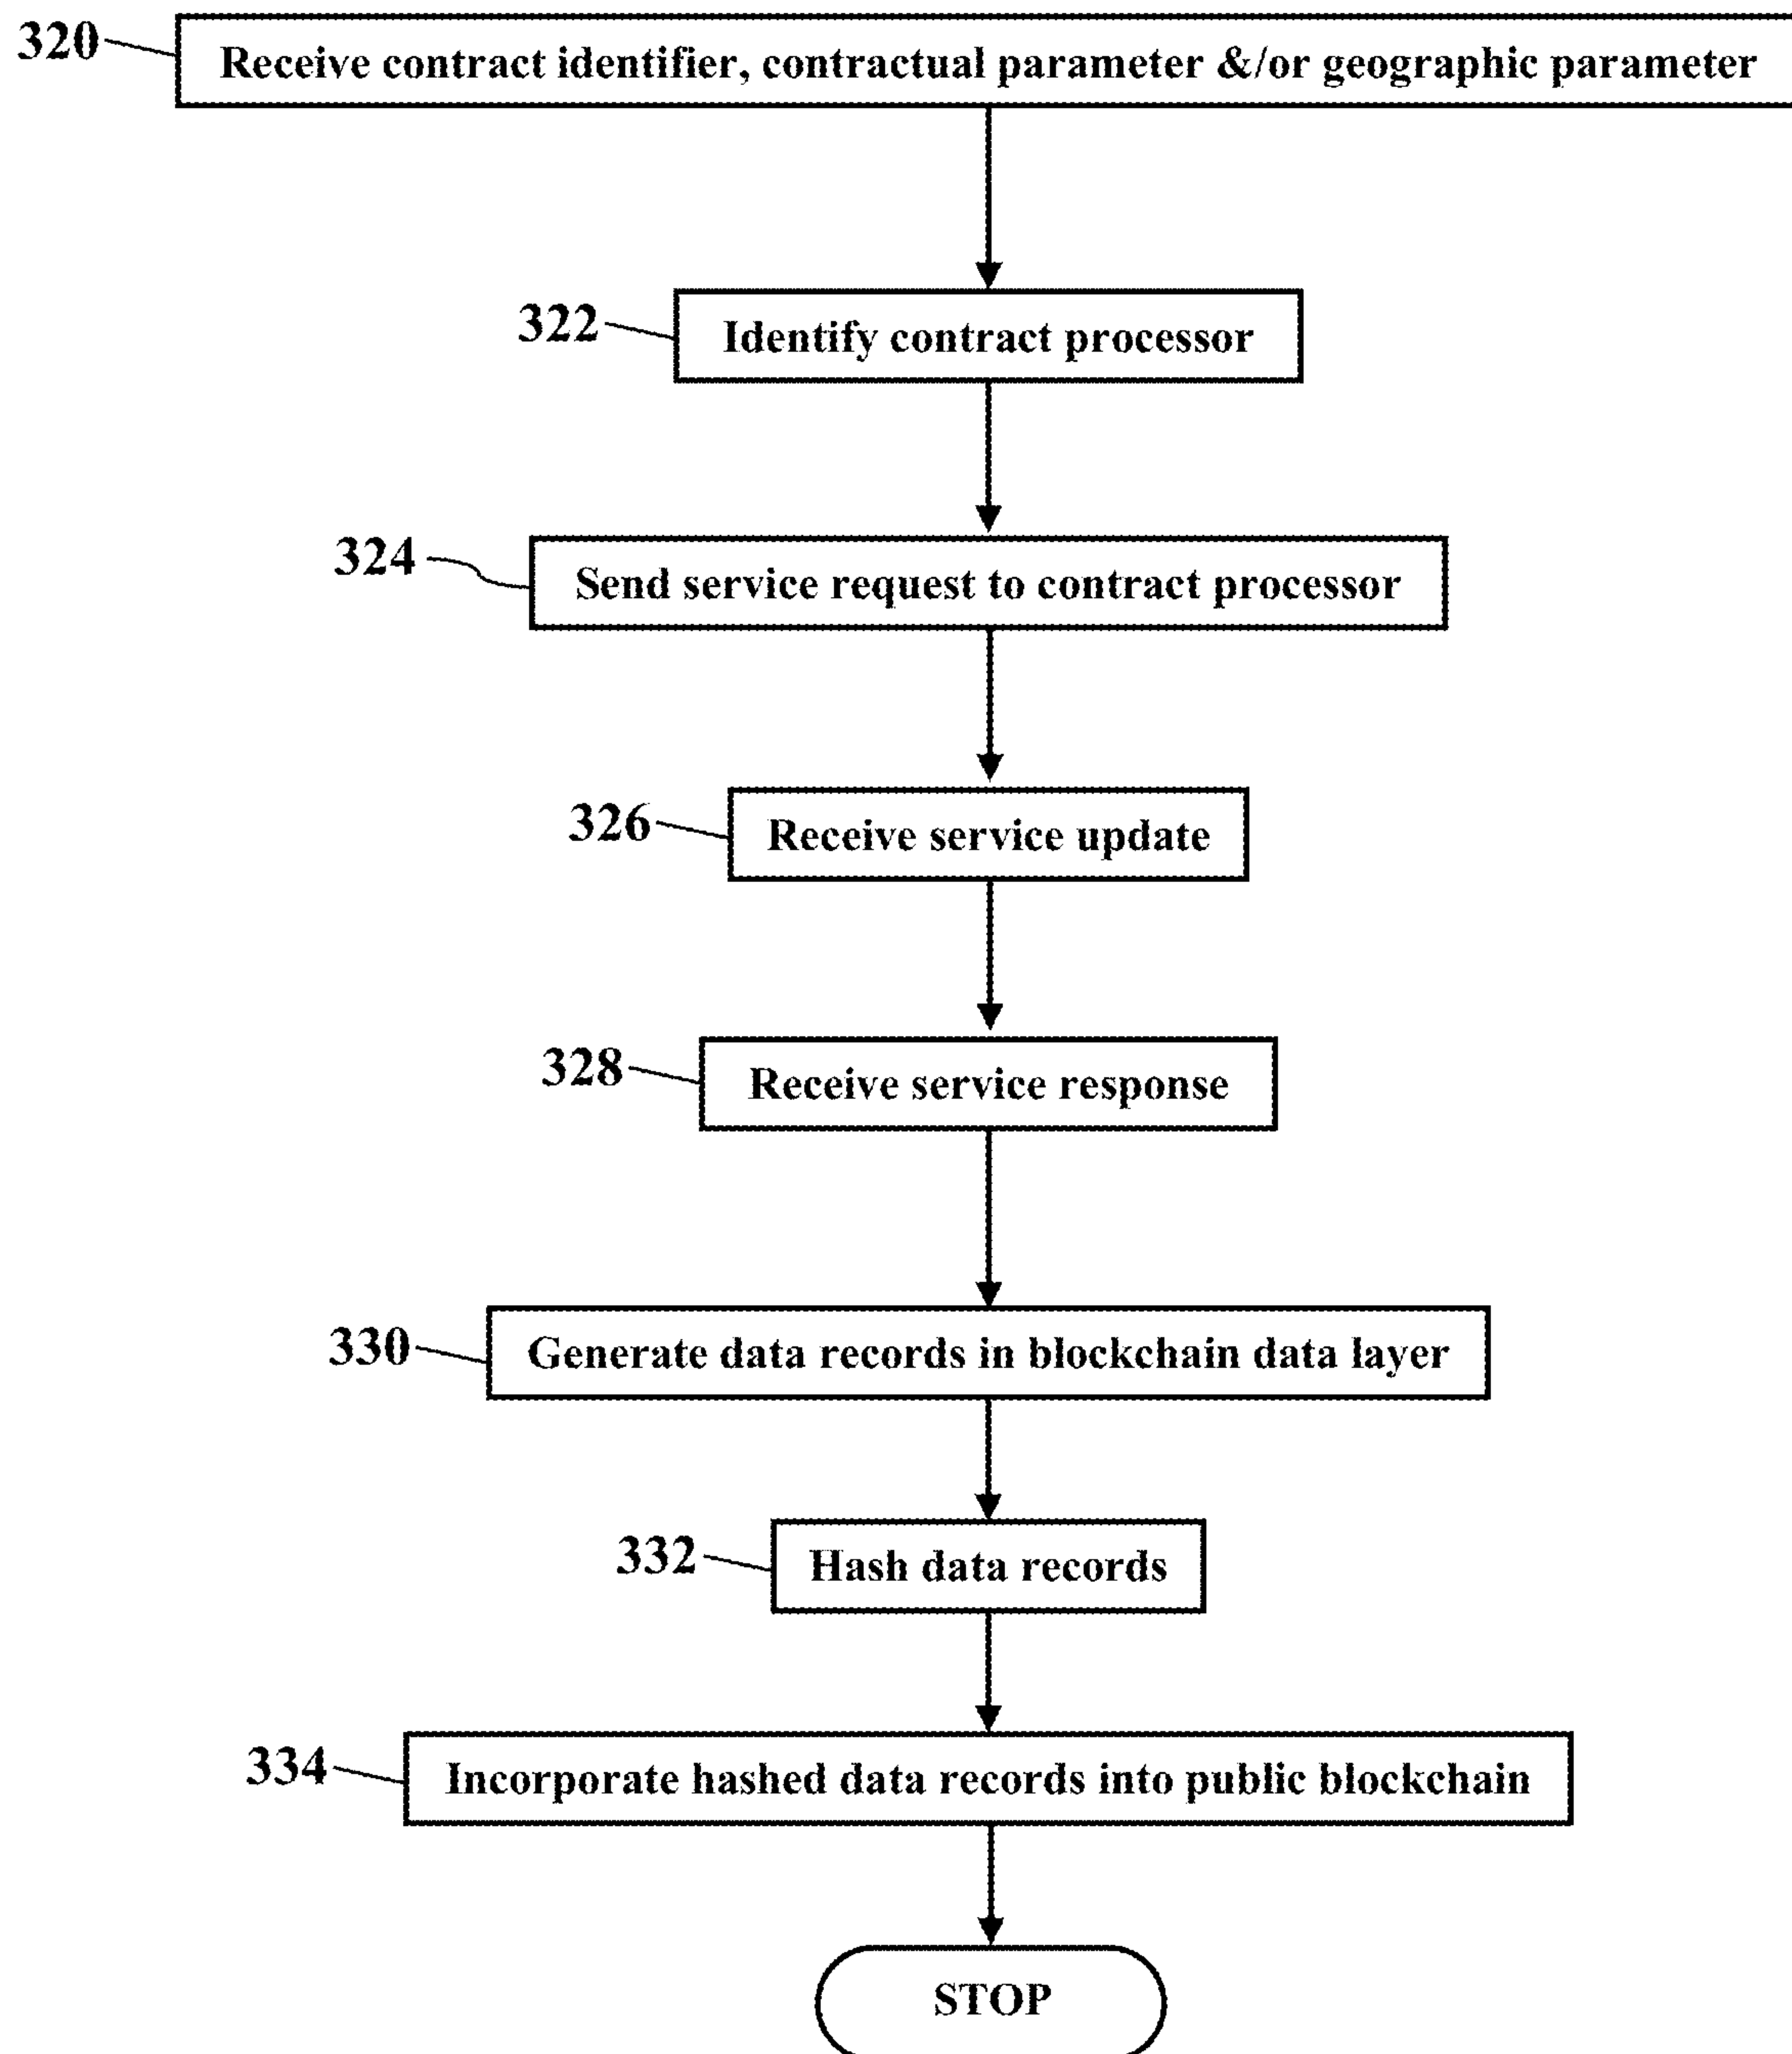 320 Receive contract identifier, contractual parameter &/or geographic parameter
322 Identify contract processor
324 Send service request to contract processor
326 Receive service update
328 Receive service response
330 Generate data records in blockchain data layer
332 Hash data records
334 Incorporate hashed data records into public blockchain
STOP